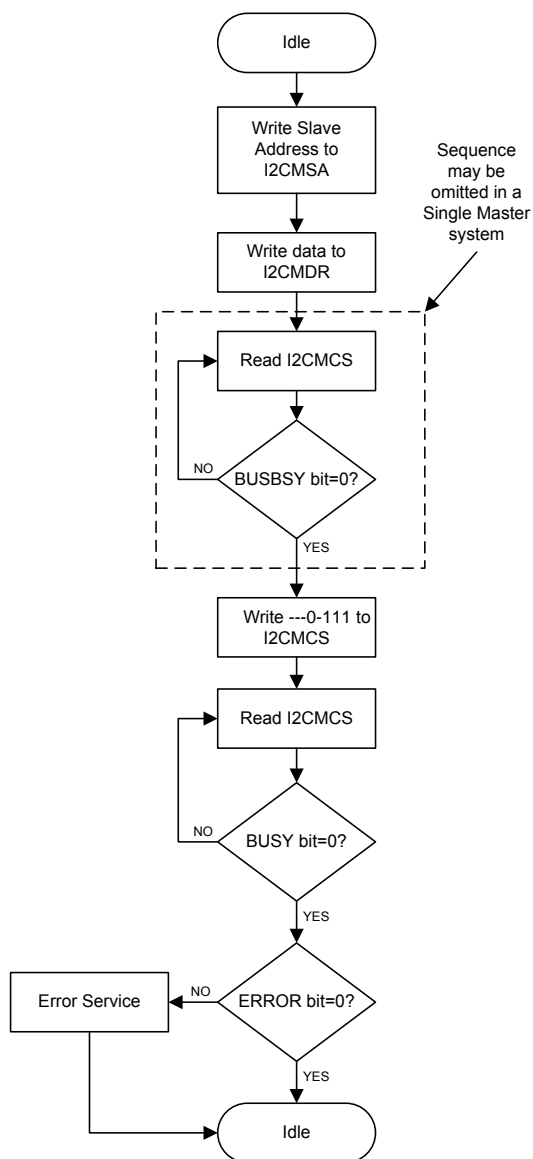 Idle
Write Slave
Address to
I2CMSA
Sequence
may be
omitted in a
Single Master
system
Write data to
I2CMDR
Read I2CMCS
NO
BUSBSY bit=0?
YES
Write ---0-111 to
I2CMCS
Read I2CMCS
NO
BUSY bit=0?
YES
Error Service
NO
ERROR bit=0?
YES
Idle